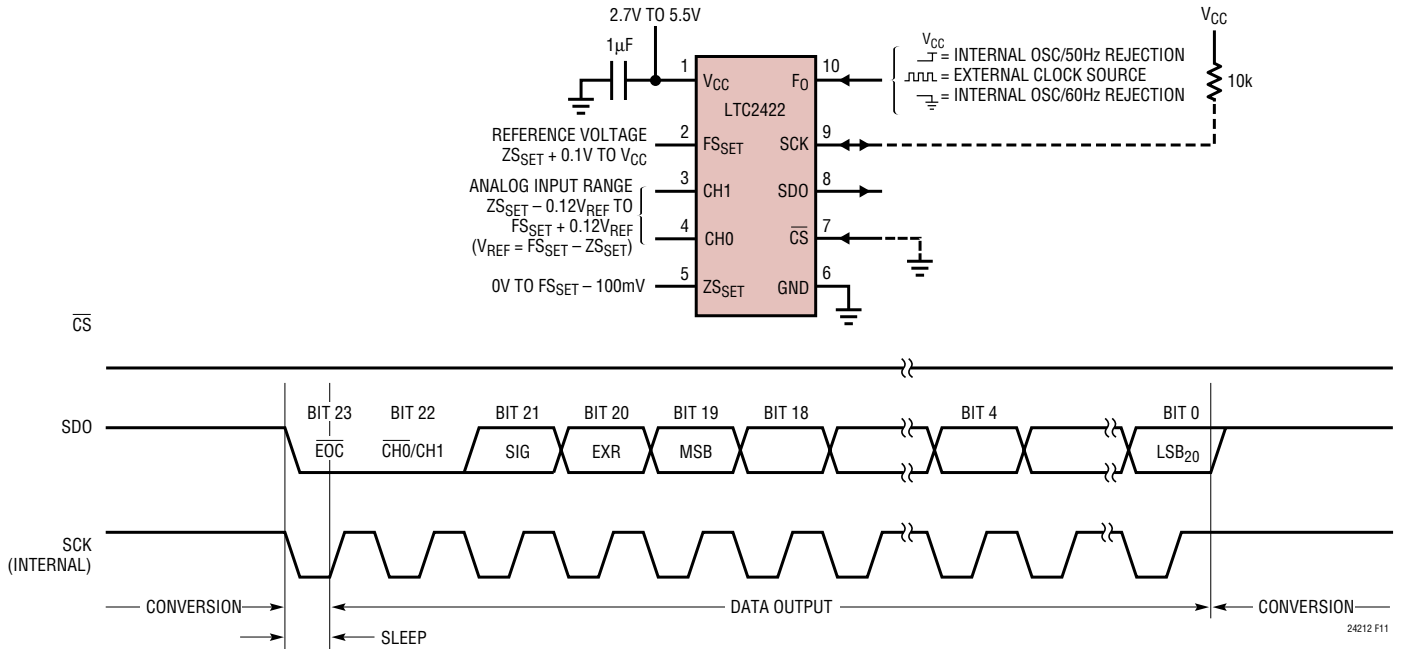 2.7V TO 5.5V
1µF
VCC
10k
VCC
= INTERNAL OSC/50Hz REJECTION
= EXTERNAL CLOCK SOURCE
= INTERNAL OSC/60Hz REJECTION
REFERENCE VOLTAGE
ZSSET + 0.1V TO VCC
ANALOG INPUT RANGE
ZSSET – 0.12VREF TO
FSSET + 0.12VREF
(VREF = FSSET – ZSSET)
0V TO FSSET – 100mV
1 VCC FO 10
LTC2422
2 FSSET SCK 9
3 CH1 SDO 8
4 CH0 C̅S̅ 7
5 ZSSET GND 6
C̅S̅
BIT 23 BIT 22 BIT 21 BIT 20 BIT 19 BIT 18 BIT 4 BIT 0
SDO
E̅O̅C̅ C̅H̅0̅/CH1 SIG EXR MSB LSB20
SCK
(INTERNAL)
CONVERSION DATA OUTPUT CONVERSION
SLEEP
24212 F11